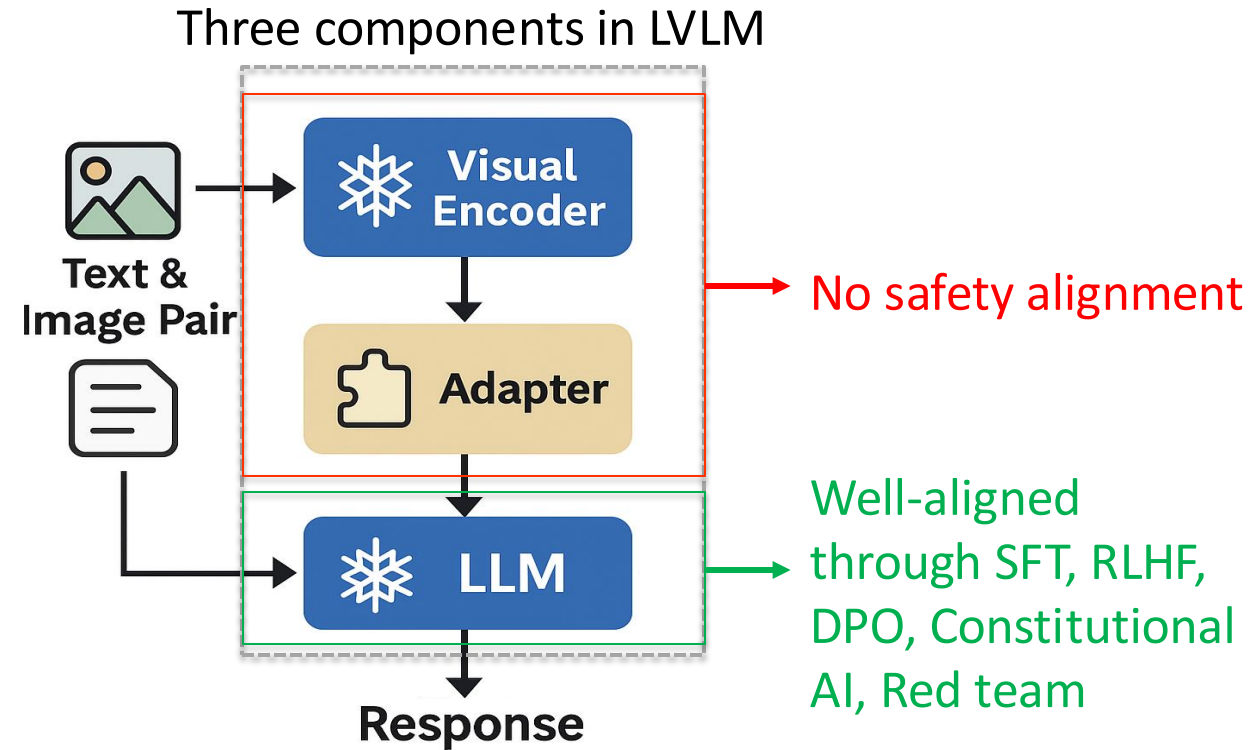 Three components in LVLM
Visual
Encoder
Text &
Image Pair
No safety alignment
Adapter
Well-aligned
through SFT, RLHF,
DPO, Constitutional
AI, Red team
LLM
Response